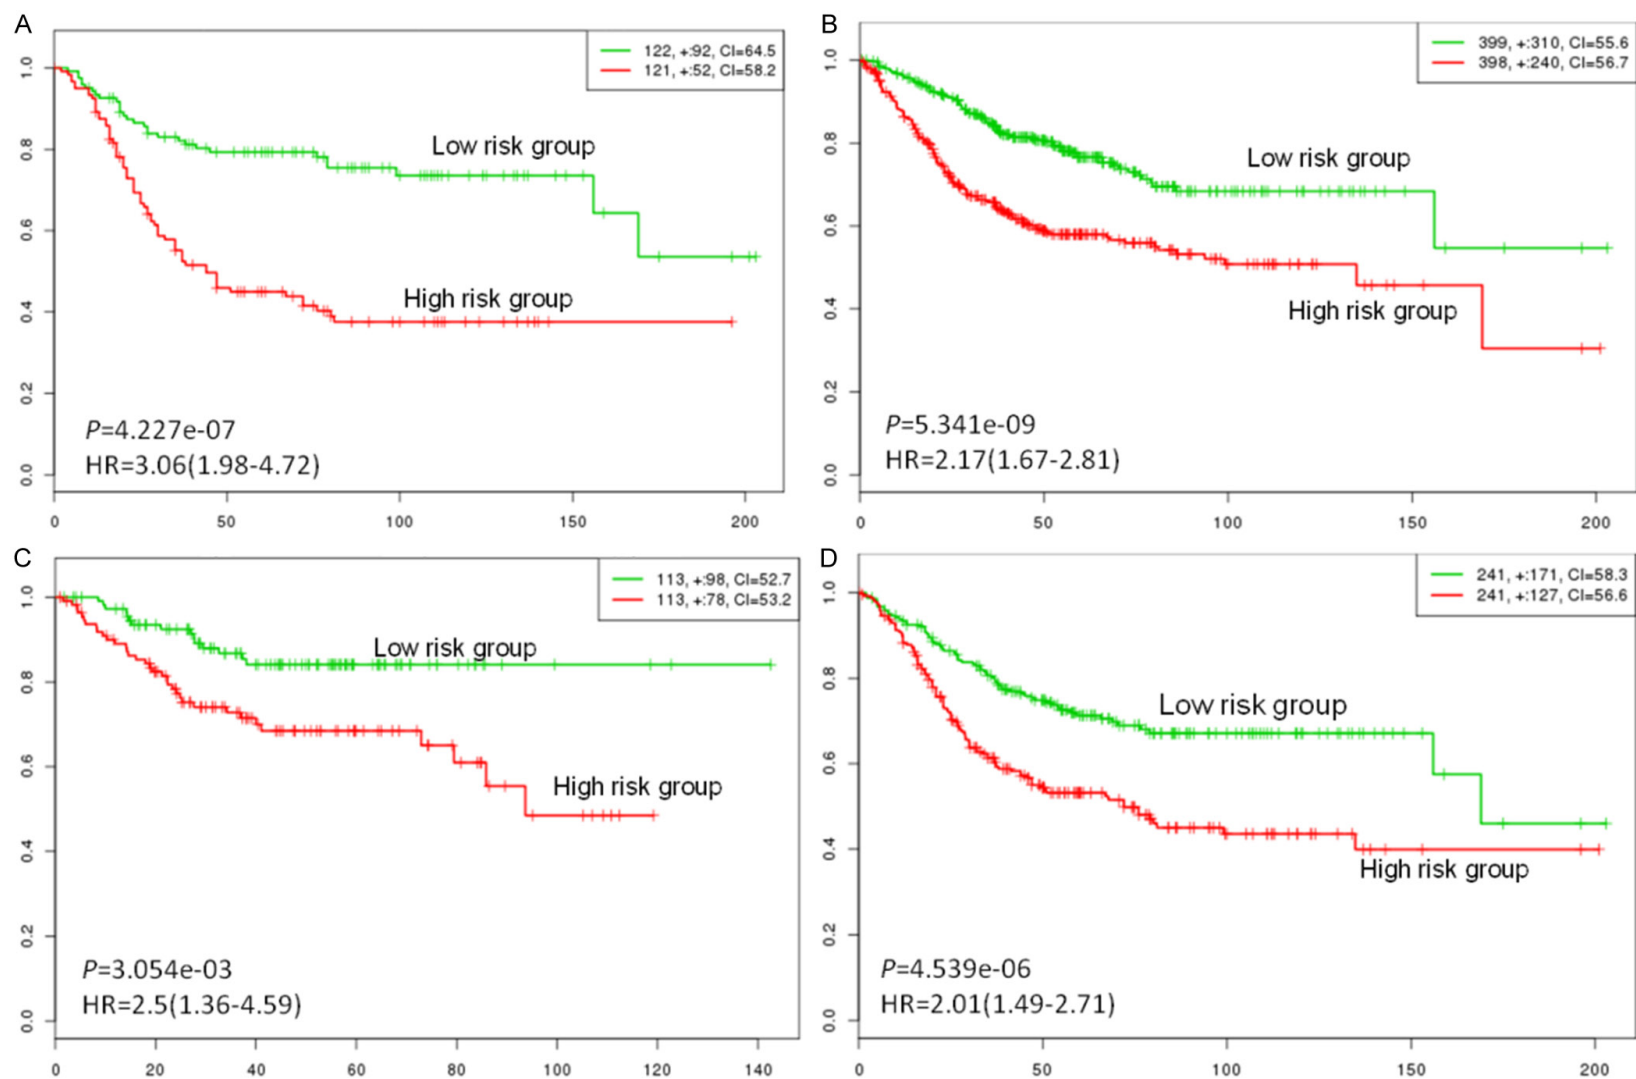 A
122, +:92, CI=64.5
121, +:52, CI=58.2
1.0
0.8
0.6
0.4
0.2
0.0
Low risk group
High risk group
P=4.227e-07
HR=3.06(1.98-4.72)
0 50 100 150 200
B
399, +:310, CI=55.6
398, +:240, CI=56.7
1.0
0.8
0.6
0.4
0.2
0.0
Low risk group
High risk group
P=5.341e-09
HR=2.17(1.67-2.81)
0 50 100 150 200
C
113, +:98, CI=52.7
113, +:78, CI=53.2
1.0
0.8
0.6
0.4
0.2
0.0
Low risk group
High risk group
P=3.054e-03
HR=2.5(1.36-4.59)
0 20 40 60 80 100 120 140
D
241, +:171, CI=58.3
241, +:127, CI=56.6
1.0
0.8
0.6
0.4
0.2
0.0
Low risk group
High risk group
P=4.539e-06
HR=2.01(1.49-2.71)
0 50 100 150 200